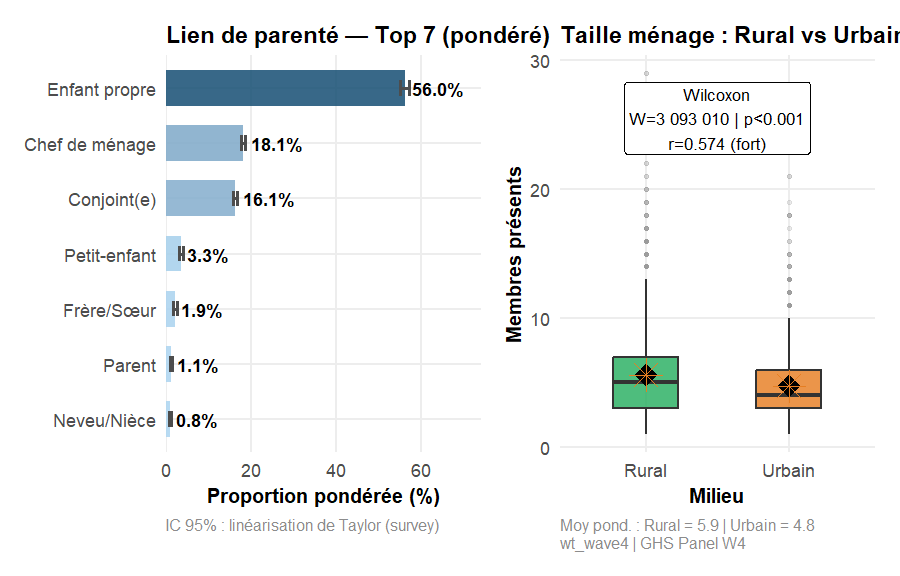 Lien de parenté — Top 7 (pondéré)
Enfant propre
56.0%
Chef de ménage
18.1%
Conjoint(e)
16.1%
Petit-enfant
3.3%
Frère/Sœur
1.9%
Parent
1.1%
Neveu/Nièce
0.8%
0 20 40 60
Proportion pondérée (%)
IC 95% : linéarisation de Taylor (survey)
Taille ménage : Rural vs Urbain
30
20
10
0
Membres présents
Wilcoxon
W=3 093 010 | p<0.001
r=0.574 (fort)
Rural Urbain
Milieu
Moy pond. : Rural = 5.9 | Urbain = 4.8
wt_wave4 | GHS Panel W4